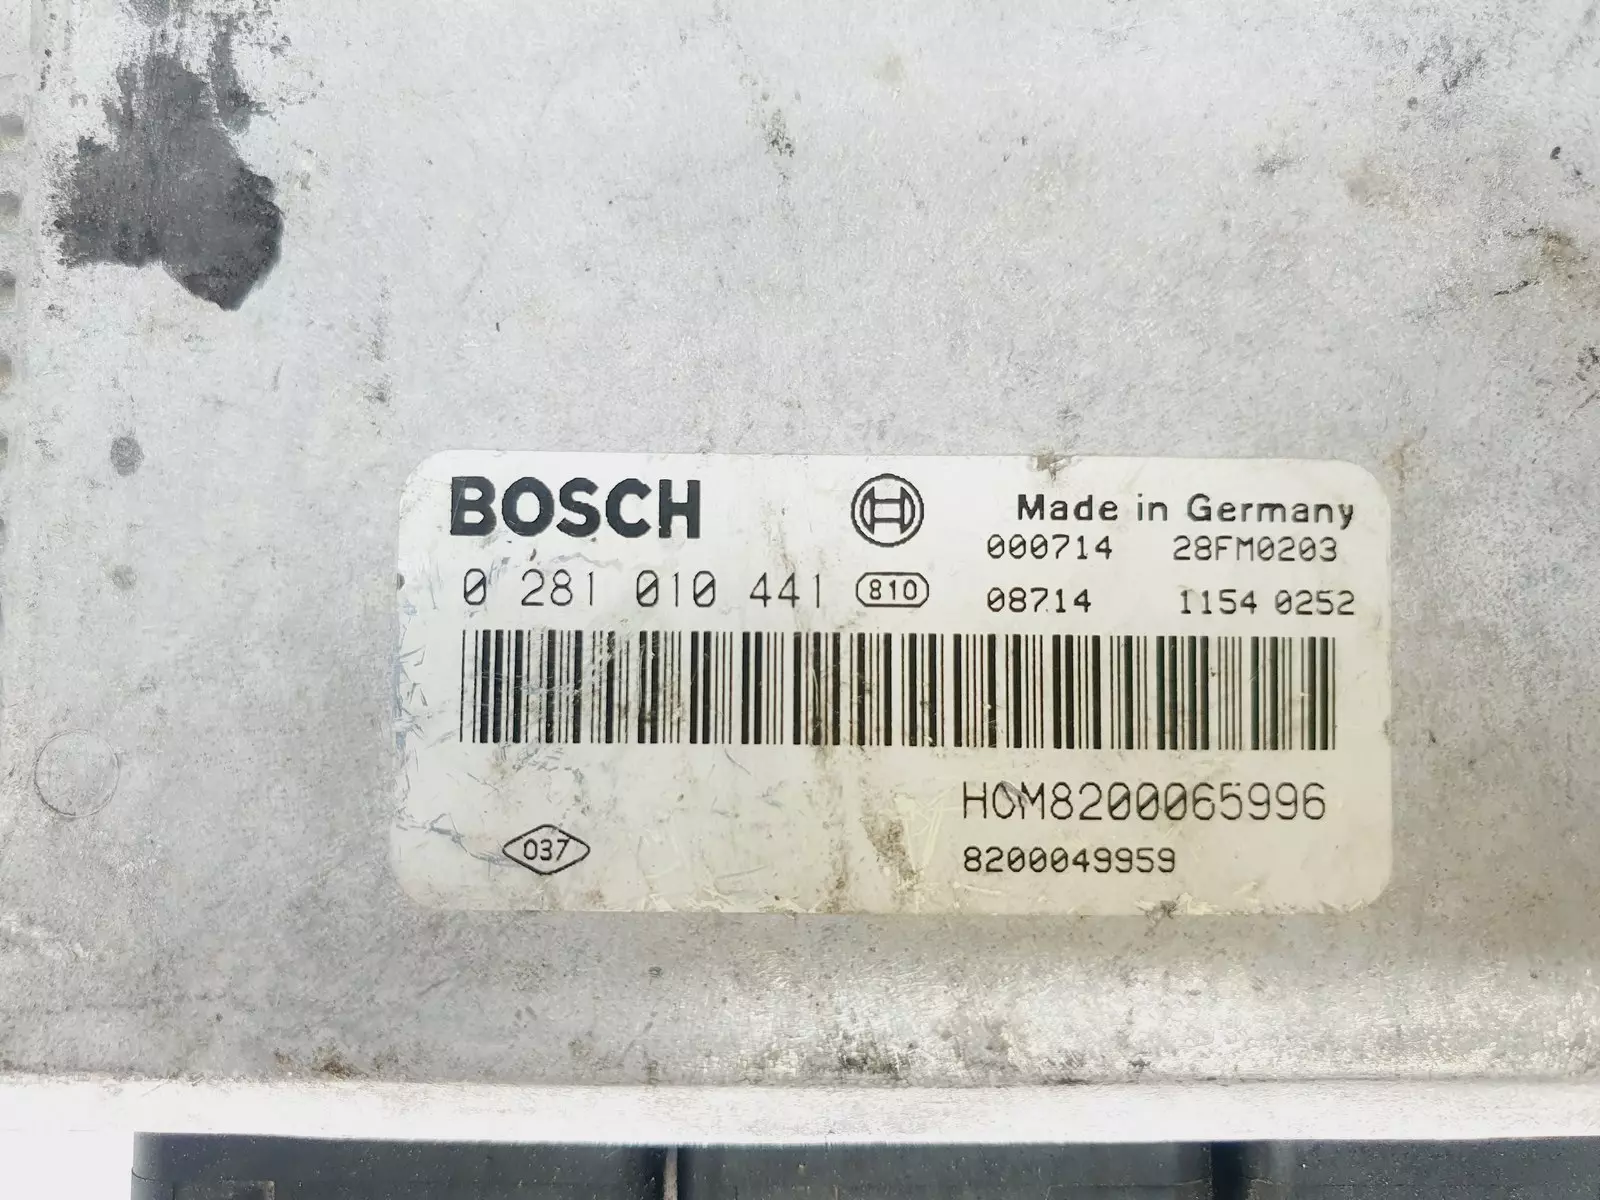 BOSCH
Made in Germany
000714 28FM0203
0 281 010 441 810
08714 1154 0252
HOM8200065996
037
8200049959